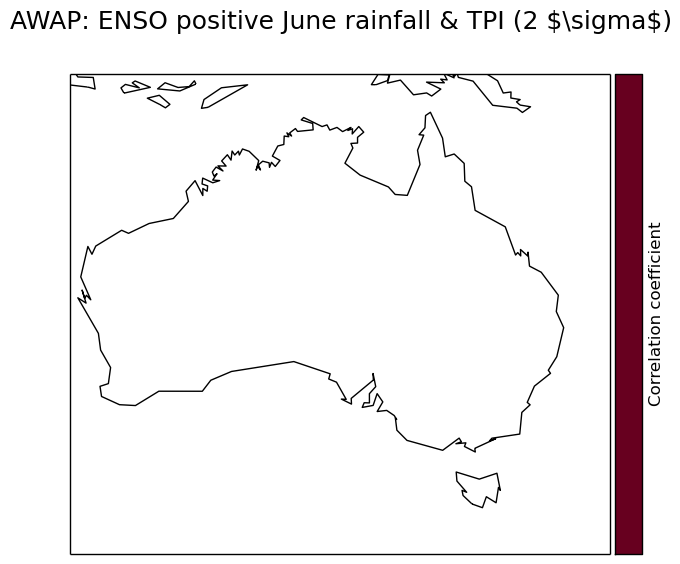 AWAP: ENSO positive June rainfall & TPI (2 $\sigma$)
Correlation coefficient